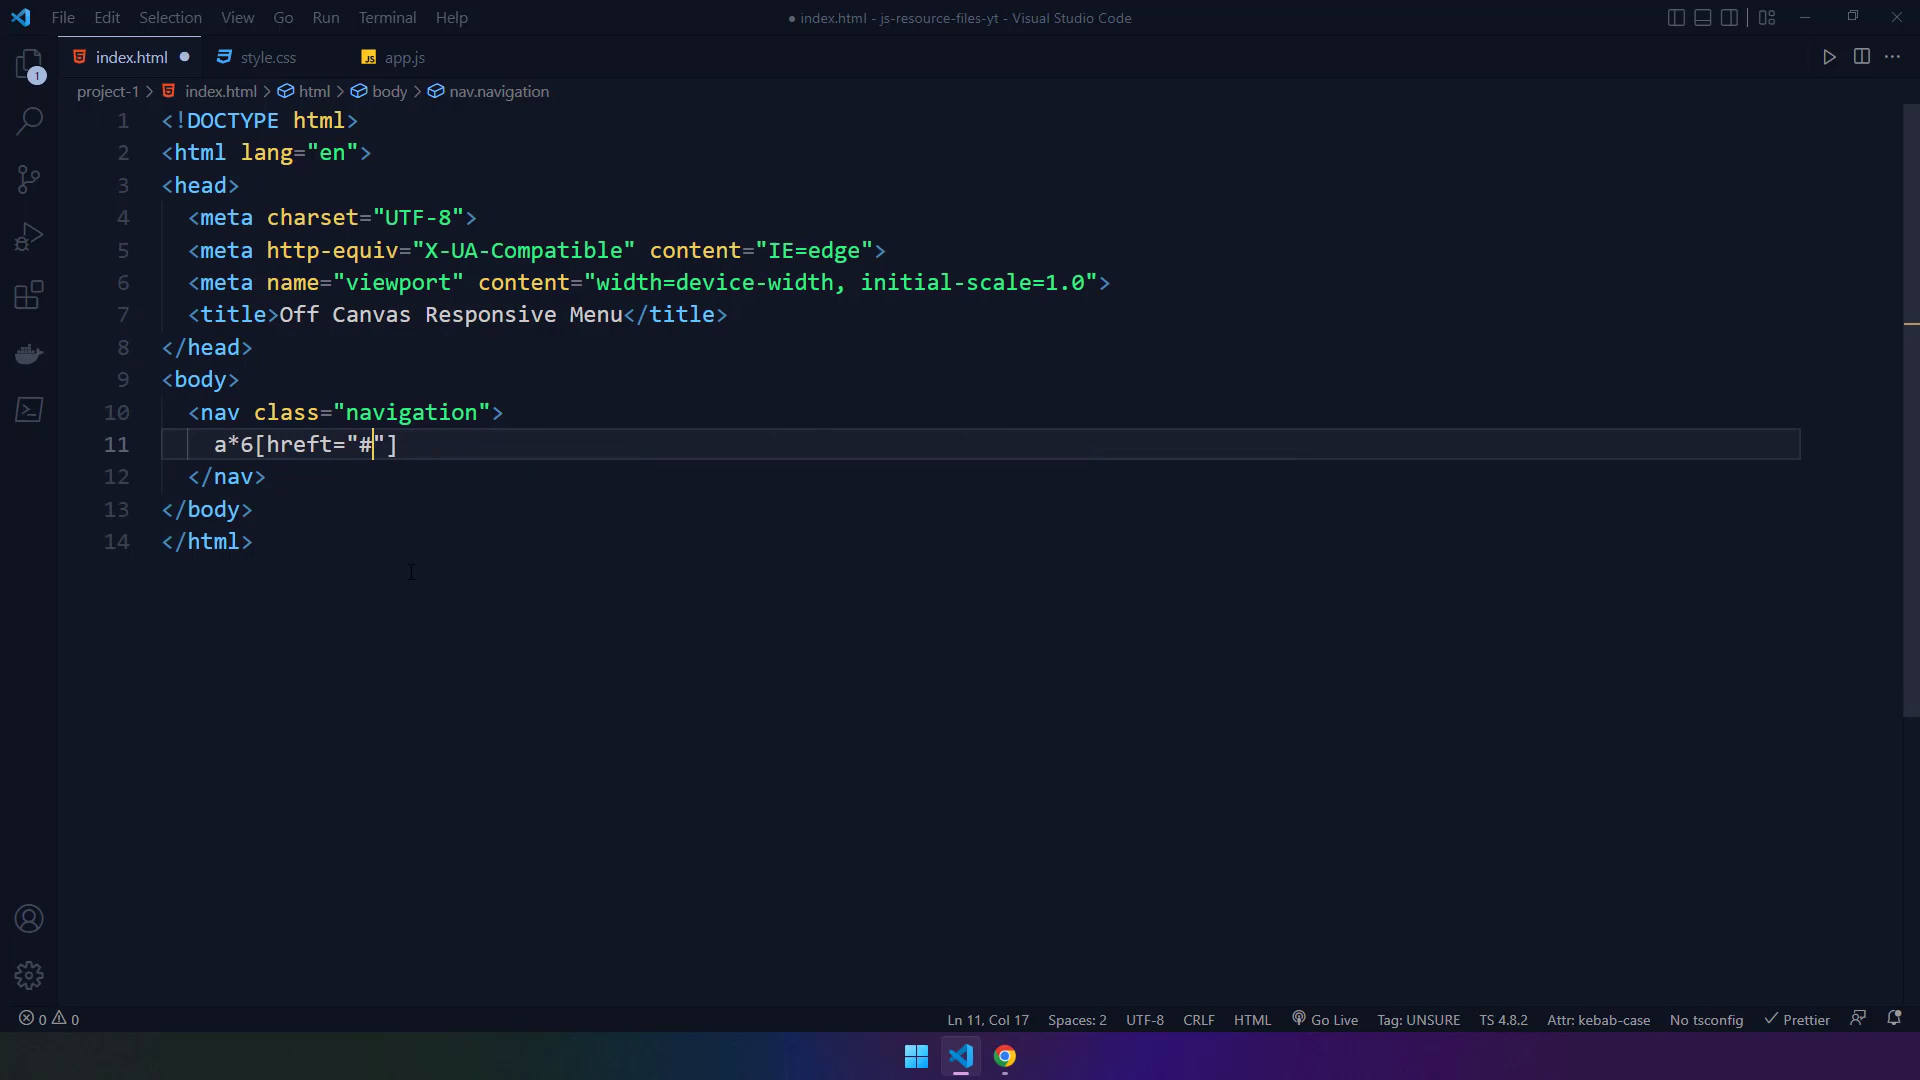 File Edit Selection View Go Run Terminal Help
● index.html - js-resource-files-yt - Visual Studio Code
index.html ● style.css JS app.js
1
project-1 > index.html > html > body > nav.navigation
1 <!DOCTYPE html>
2 <html lang="en">
3 <head>
4 <meta charset="UTF-8">
5 <meta http-equiv="X-UA-Compatible" content="IE=edge">
6 <meta name="viewport" content="width=device-width, initial-scale=1.0">
7 <title>Off Canvas Responsive Menu</title>
8 </head>
9 <body>
10 <nav class="navigation">
11 a*6[hreft="#"]
12 </nav>
13 </body>
14 </html>
0 0 Ln 11, Col 17 Spaces: 2 UTF-8 CRLF HTML Go Live Tag: UNSURE TS 4.8.2 Attr: kebab-case No tsconfig Prettier